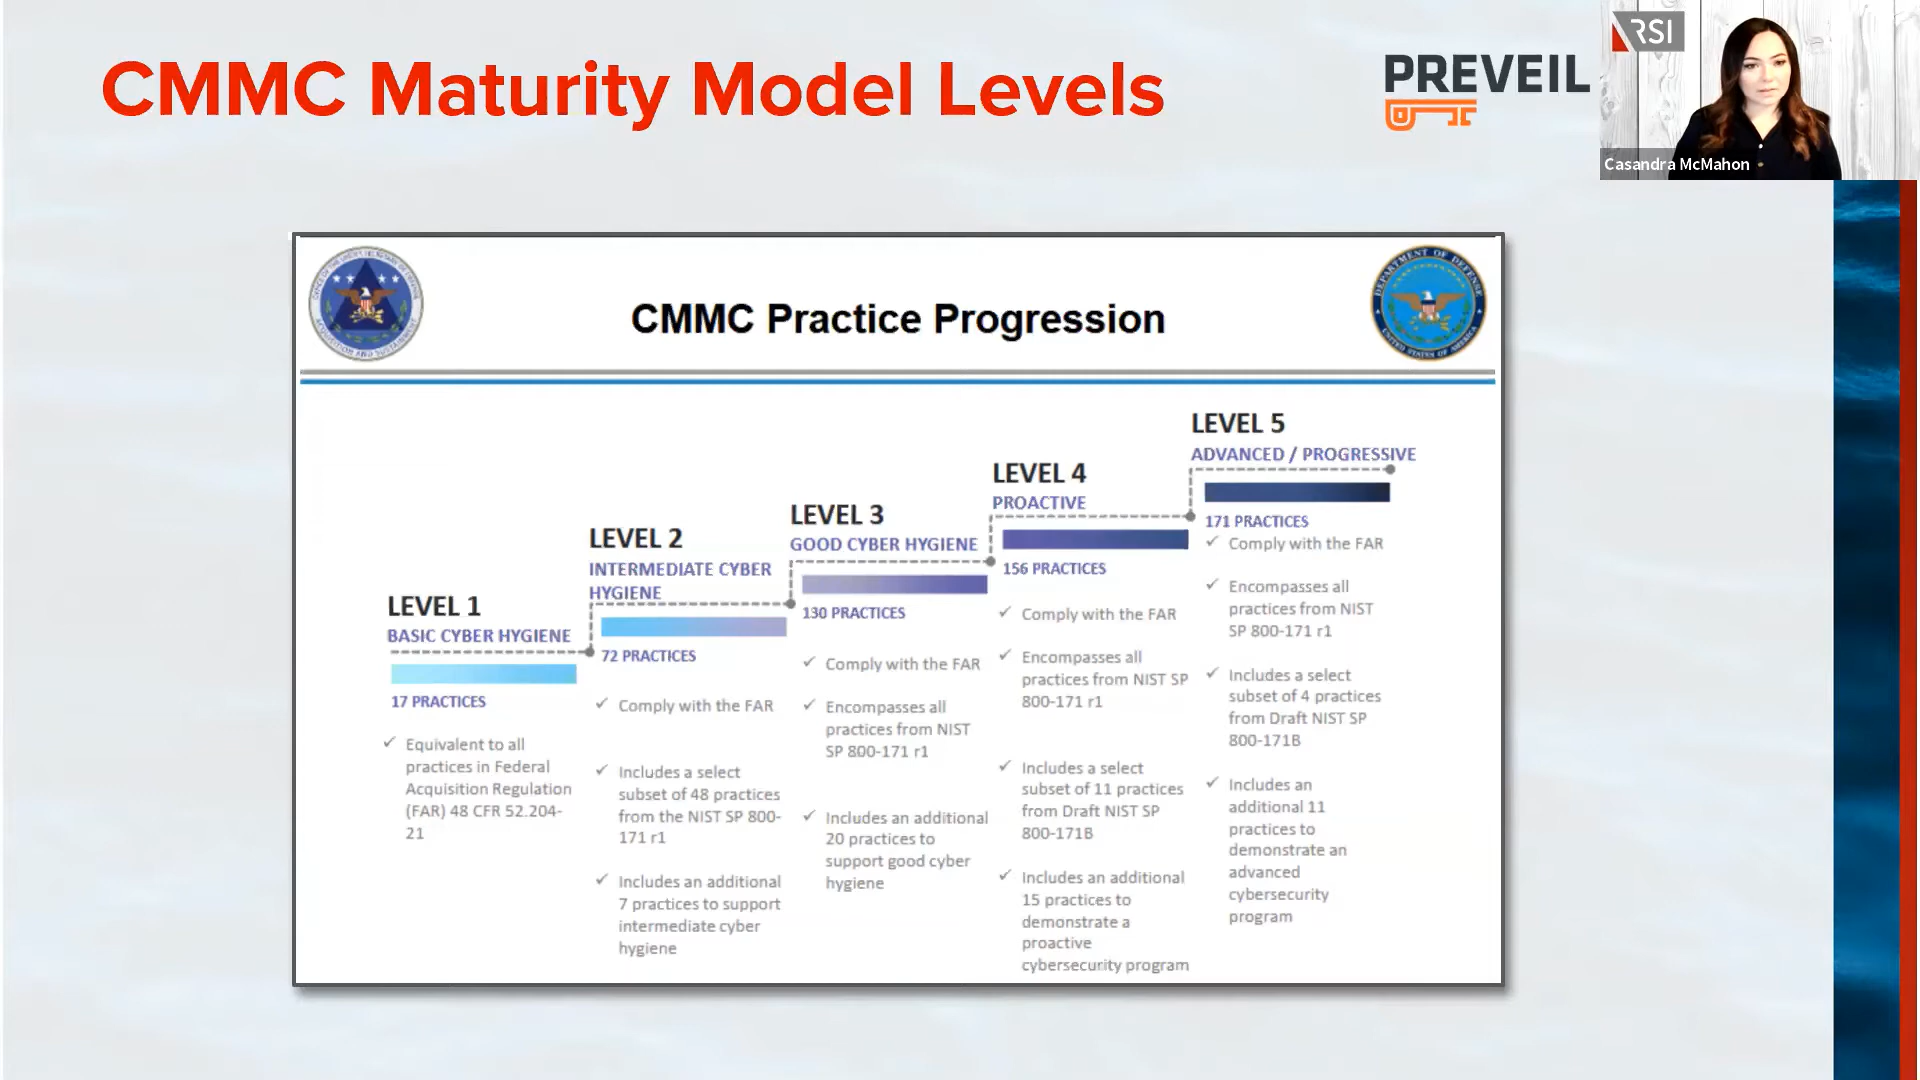 CMMC Maturity Model Levels
PREVEIL
RSI
Casandra McMahon
CMMC Practice Progression
DEPARTMENT OF DEFENSE
UNITED STATES OF AMERICA
LEVEL 1
BASIC CYBER HYGIENE
17 PRACTICES
✓ Equivalent to all
practices in Federal
Acquisition Regulation
(FAR) 48 CFR 52.204-
21
LEVEL 2
INTERMEDIATE CYBER
HYGIENE
72 PRACTICES
✓ Comply with the FAR
✓ Includes a select
subset of 48 practices
from the NIST SP 800-
171 r1
✓ Includes an additional
7 practices to support
intermediate cyber
hygiene
LEVEL 3
GOOD CYBER HYGIENE
130 PRACTICES
✓ Comply with the FAR
✓ Encompasses all
practices from NIST
SP 800-171 r1
✓ Includes an additional
20 practices to
support good cyber
hygiene
LEVEL 4
PROACTIVE
156 PRACTICES
✓ Comply with the FAR
✓ Encompasses all
practices from NIST SP
800-171 r1
✓ Includes a select
subset of 11 practices
from Draft NIST SP
800-171B
✓ Includes an additional
15 practices to
demonstrate a
proactive
cybersecurity program
LEVEL 5
ADVANCED / PROGRESSIVE
171 PRACTICES
✓ Comply with the FAR
✓ Encompasses all
practices from NIST
SP 800-171 r1
✓ Includes a select
subset of 4 practices
from Draft NIST SP
800-171B
✓ Includes an
additional 11
practices to
demonstrate an
advanced
cybersecurity
program